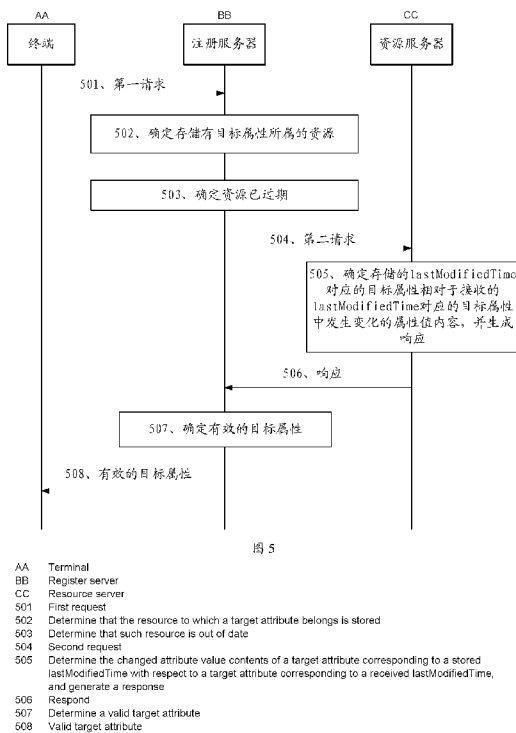 AA
BB
CC
终端
注册服务器
资源服务器
501、第一请求
502、确定存储有目标属性所属的资源
503、确定资源已过期
504、第二请求
505、确定存储的lastModifiedTime
对应的目标属性相对于接收的
lastModifiedTime对应的目标属性
中发生变化的属性值内容，并生成
响应
506、响应
507、确定有效的目标属性
508、有效的目标属性
图 5
AA Terminal
BB Register server
CC Resource server
501 First request
502 Determine that the resource to which a target attribute belongs is stored
503 Determine that such resource is out of date
504 Second request
505 Determine the changed attribute value contents of a target attribute corresponding to a stored
lastModifiedTime with respect to a target attribute corresponding to a received lastModifiedTime,
and generate a response
506 Respond
507 Determine a valid target attribute
508 Valid target attribute